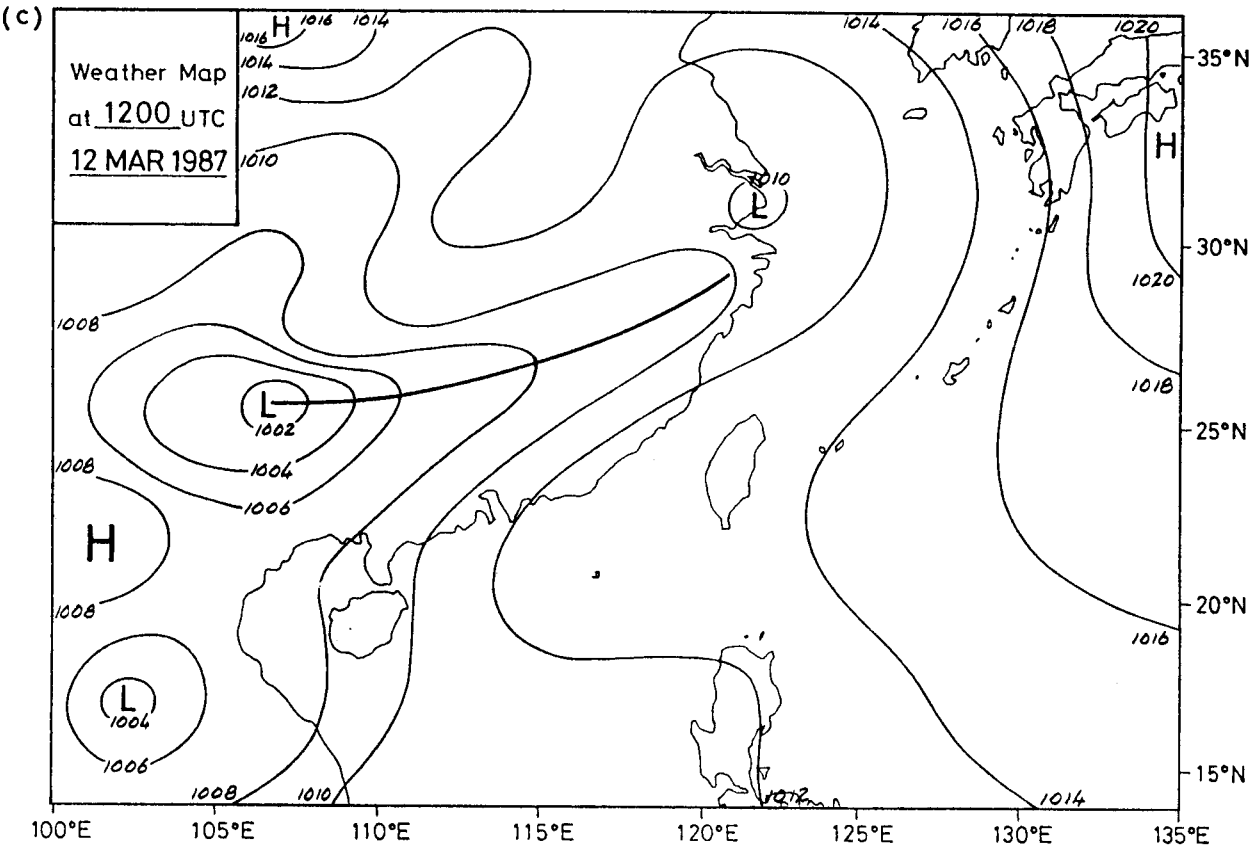 (c)
Weather Map
at 1200 UTC
12 MAR 1987
1016 H 1016 1014
1014
1012
1010
1014 1016 1018 1020
35°N
H
1010
L
30°N
1020
1008
1018
L
1002
25°N
1008
1004
1006
H
1008
20°N
1016
L
1004
1006
15°N
1008 1010 1012 1014
100°E 105°E 110°E 115°E 120°E 125°E 130°E 135°E